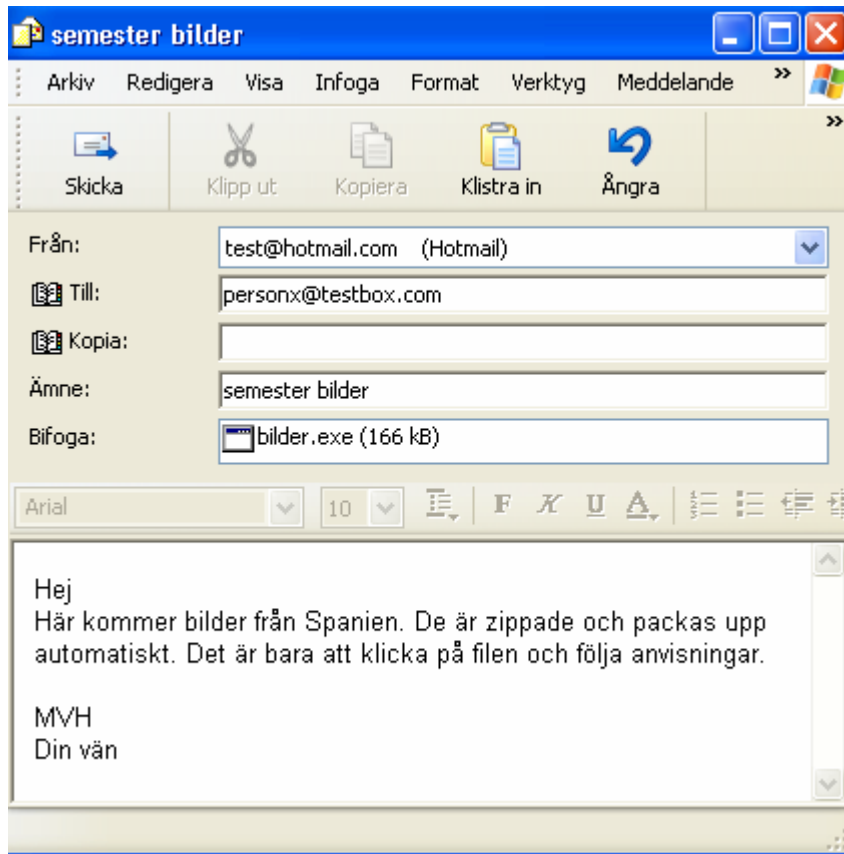 semester bilder
Arkiv Redigera Visa Infoga Format Verktyg Meddelande »
»
Skicka Klipp ut Kopiera Klistra in Ångra
Från: test@hotmail.com (Hotmail)
Till: personx@testbox.com
Kopia:
Ämne: semester bilder
Bifoga: bilder.exe (166 kB)
Arial 10 F K U A
Hej
Här kommer bilder från Spanien. De är zippade och packas upp
automatiskt. Det är bara att klicka på filen och följa anvisningar.
MVH
Din vän